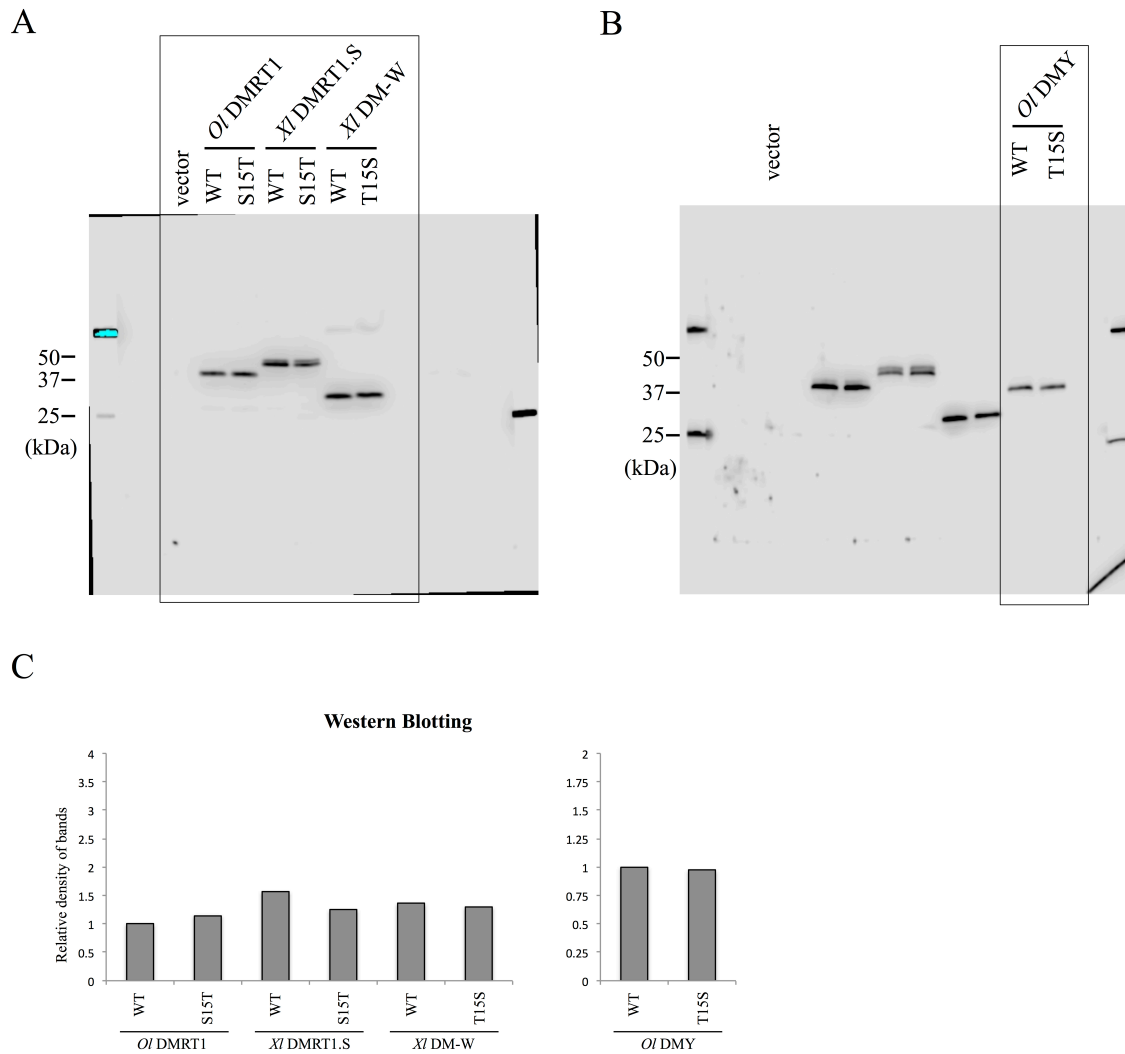 A
Ol DMRT1
Xl DMRT1.S
Xl DM-W
vector
WT
S15T
WT
S15T
WT
T15S
50
37
25
(kDa)
B
Ol DMY
vector
WT
T15S
50
37
25
(kDa)
C
Western Blotting
Relative density of bands
4
3.5
3
2.5
2
1.5
1
0.5
0
WT
S15T
WT
S15T
WT
T15S
Ol DMRT1
Xl DMRT1.S
Xl DM-W
2
1.75
1.5
1.25
1
0.75
0.5
0.25
0
WT
T15S
Ol DMY